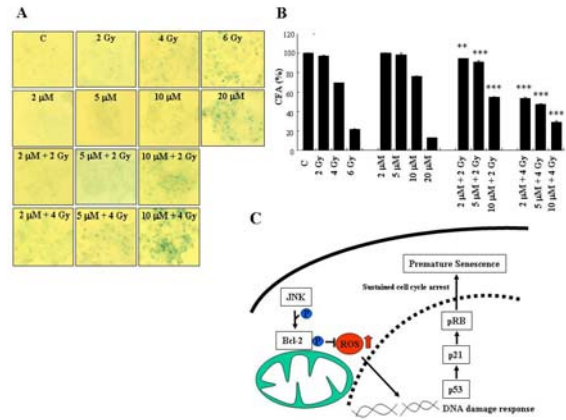 A
C
2 Gy
4 Gy
6 Gy
2 μM
5 μM
10 μM
20 μM
2 μM + 2 Gy
5 μM + 2 Gy
10 μM + 2 Gy
2 μM + 4 Gy
5 μM + 4 Gy
10 μM + 4 Gy
B
CFA (%)
120
100
80
60
40
20
0
** *** ***
*** *** ***
C
2 Gy
4 Gy
6 Gy
2 μM
5 μM
10 μM
20 μM
2 μM + 2 Gy
5 μM + 2 Gy
10 μM + 2 Gy
2 μM + 4 Gy
5 μM + 4 Gy
10 μM + 4 Gy
C
Premature Senescence
Sustained cell cycle arrest
JNK
P
Bcl-2
P
ROS
pRB
p21
p53
DNA damage response